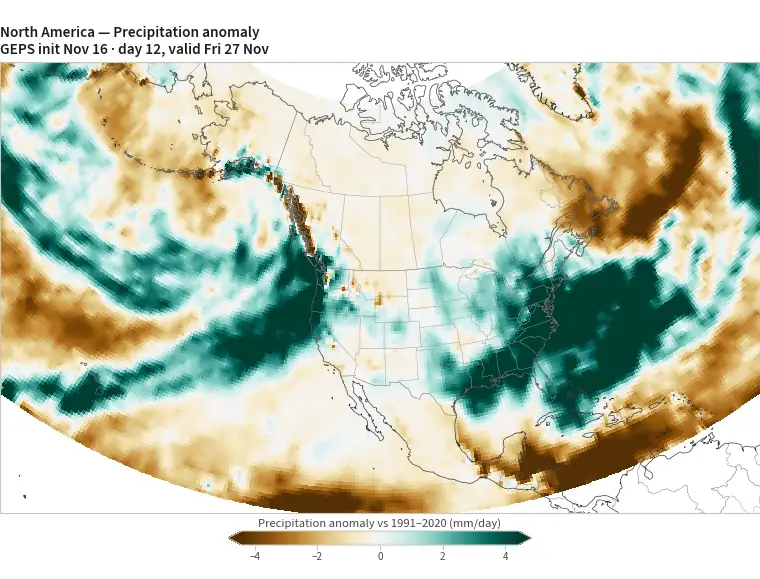 North America — Precipitation anomaly
GEPS init Nov 16 · day 12, valid Fri 27 Nov
Precipitation anomaly vs 1991–2020 (mm/day)
−4 −2 0 2 4